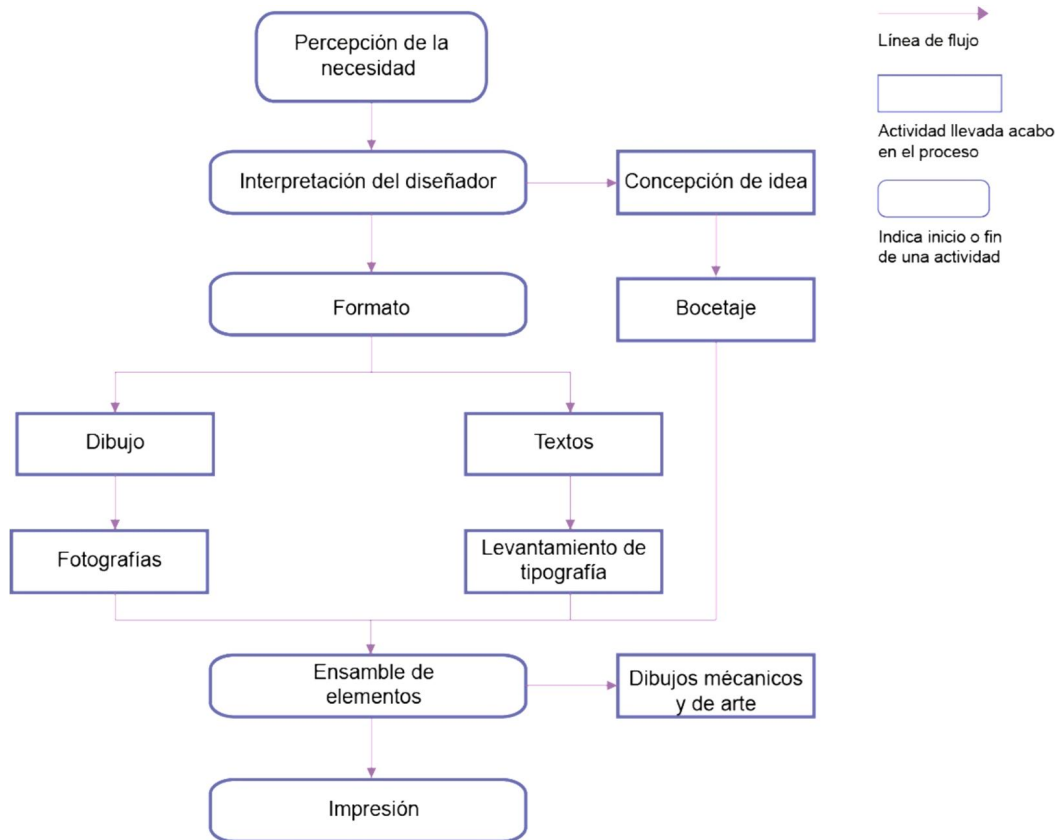 Percepción de la
necesidad
Interpretación del diseñador
Concepción de idea
Formato
Bocetaje
Dibujo
Textos
Fotografías
Levantamiento de
tipografía
Ensamble de
elementos
Dibujos mécanicos
y de arte
Impresión
Línea de flujo
Actividad llevada acabo
en el proceso
Indica inicio o fin
de una actividad